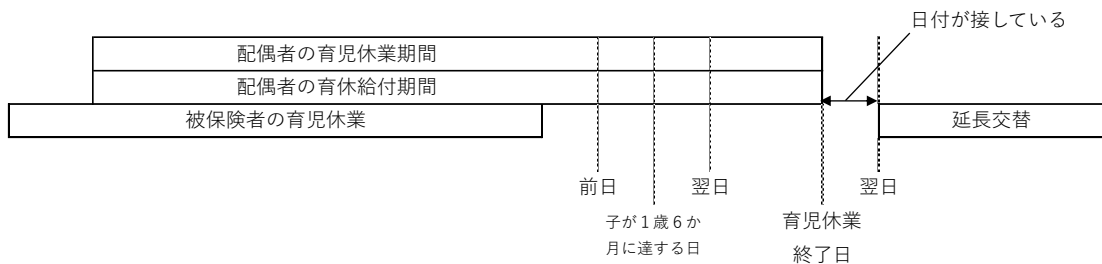 日付が接している
配偶者の育児休業期間
配偶者の育休給付期間
被保険者の育児休業
延長交替
前日
翌日
子が1歳6か
月に達する日
育児休業
終了日
翌日